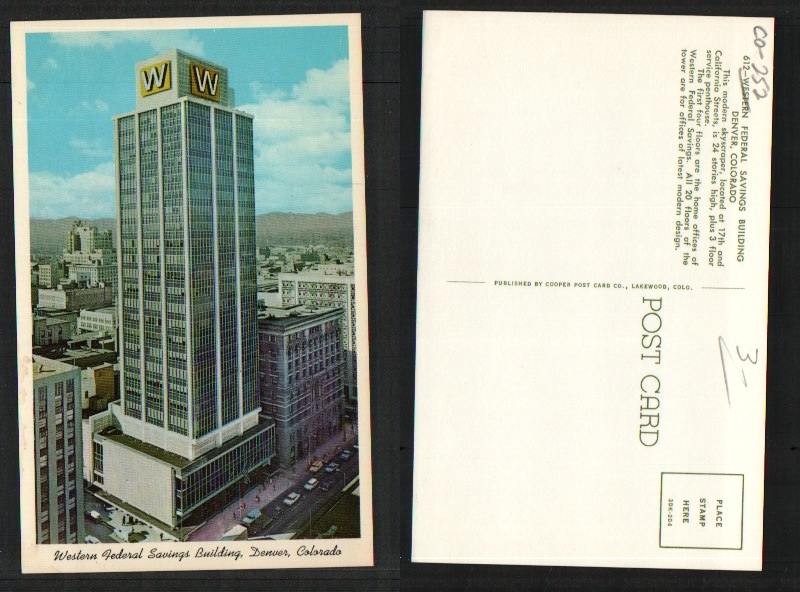 W W
Western Federal Savings Building, Denver, Colorado
CO-252
612—WESTERN FEDERAL SAVINGS BUILDING
DENVER, COLORADO
This modern skyscraper, located at 17th and
California Streets, is 24 stories high, plus 3 floor
service penthouse.
The first four floors are the home offices of
Western Federal Savings. All 20 floors of the
tower are for offices of latest modern design.
PUBLISHED BY COOPER POST CARD CO., LAKEWOOD, COLO.
POST CARD
3—
PLACE
STAMP
HERE
3DK-204